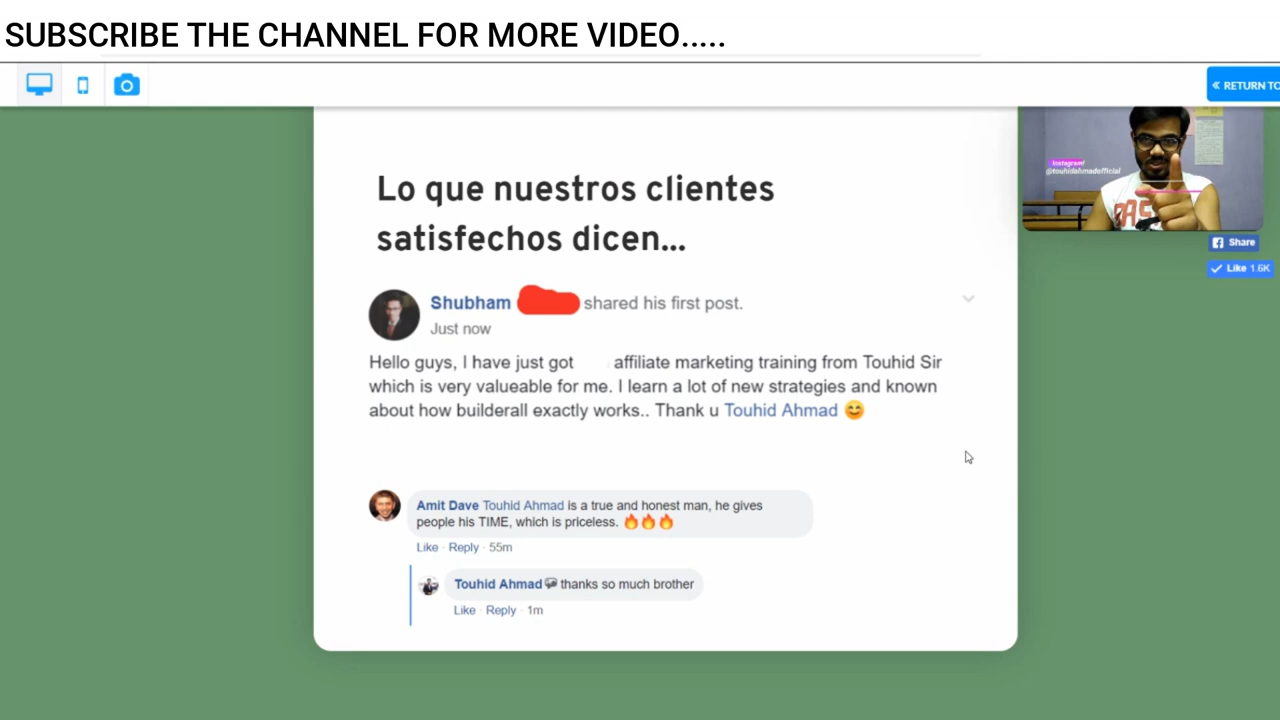 SUBSCRIBE THE CHANNEL FOR MORE VIDEO.....
« RETURN TO
Instagram!
@touhidahmadofficial
Share
Like 1.6K
Lo que nuestros clientes
satisfechos dicen...
Shubham shared his first post.
Just now
Hello guys, I have just got affiliate marketing training from Touhid Sir
which is very valueable for me. I learn a lot of new strategies and known
about how builderall exactly works.. Thank u Touhid Ahmad 😊
Amit Dave Touhid Ahmad is a true and honest man, he gives
people his TIME, which is priceless. 🔥🔥🔥
Like · Reply · 55m
Touhid Ahmad thanks so much brother
Like · Reply · 1m